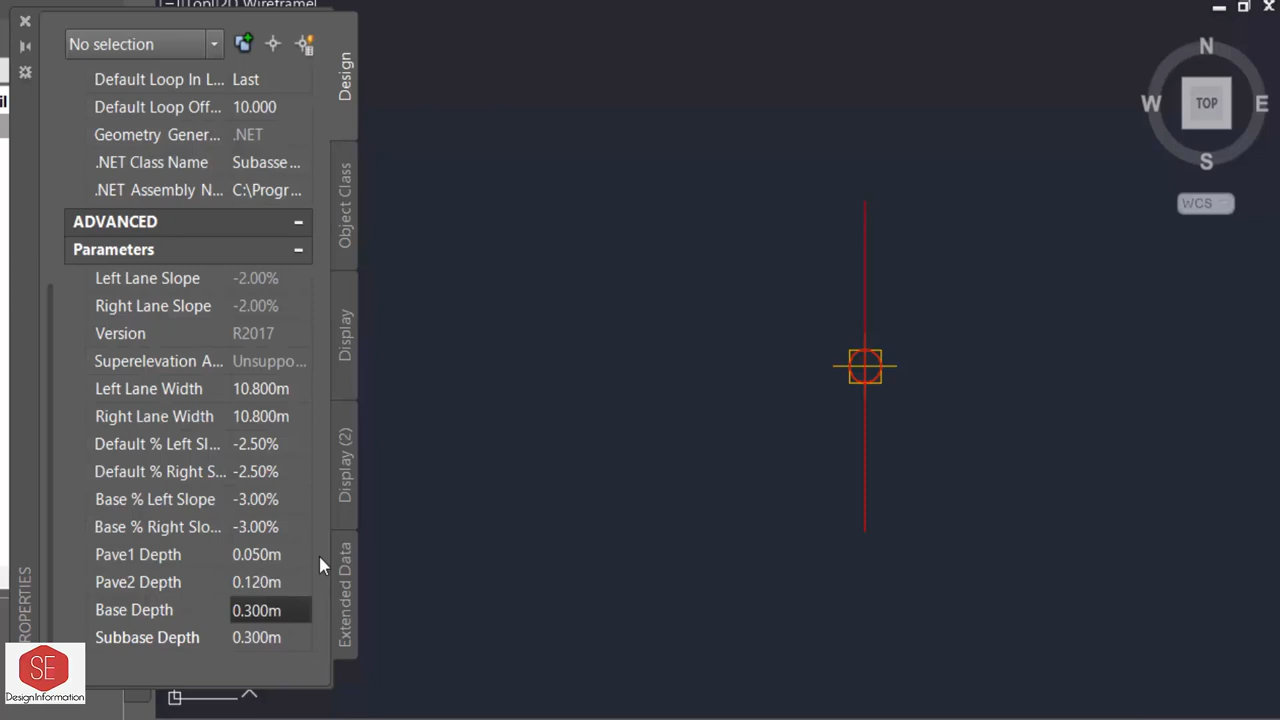 [−][Top][2D Wireframe]
No selection
Default Loop In L... Last
Default Loop Off... 10.000
Geometry Gener... .NET
.NET Class Name Subasse...
.NET Assembly N... C:\Progr...
ADVANCED −
Parameters −
Left Lane Slope -2.00%
Right Lane Slope -2.00%
Version R2017
Superelevation A... Unsuppo...
Left Lane Width 10.800m
Right Lane Width 10.800m
Default % Left Sl... -2.50%
Default % Right S... -2.50%
Base % Left Slope -3.00%
Base % Right Slo... -3.00%
Pave1 Depth 0.050m
Pave2 Depth 0.120m
Base Depth 0.300m
Subbase Depth 0.300m
Design
Object Class
Display
Display (2)
Extended Data
ROPERTIES
SE
DesignInformation
N
W TOP E
S
WCS